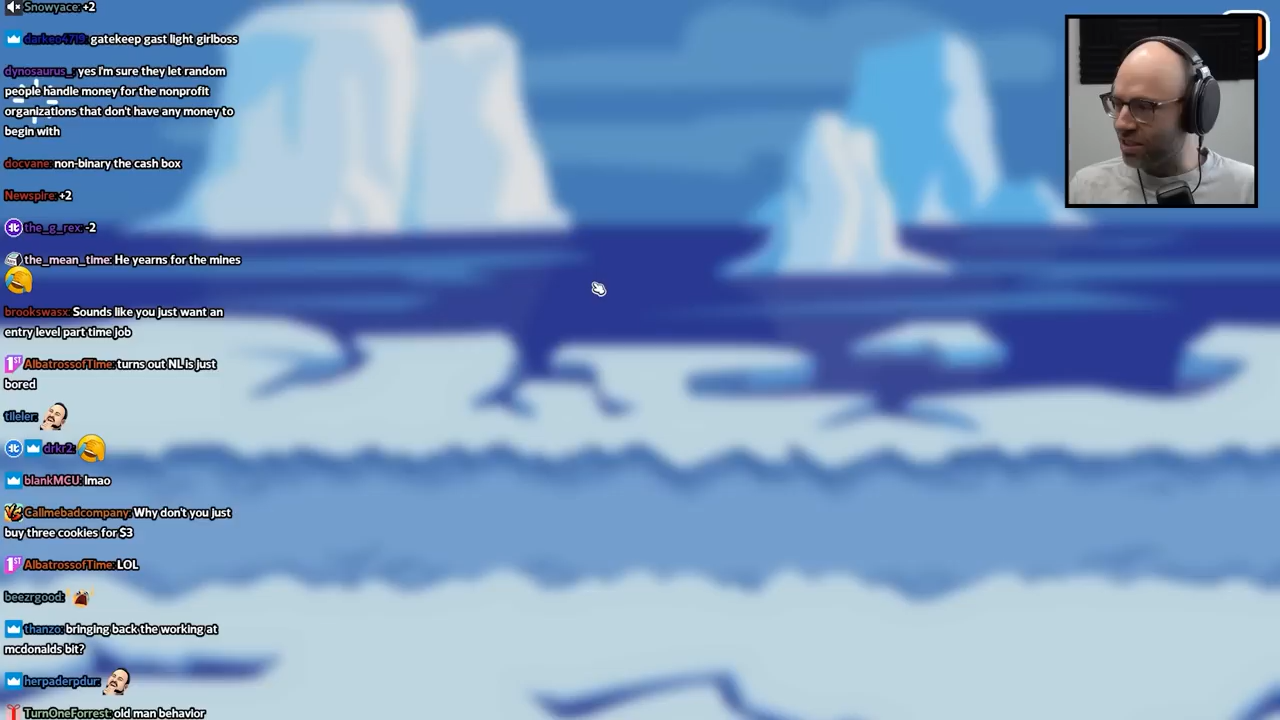 Snowyace: +2
darkeo4719: gatekeep gast light girlboss
dynosaurus_: yes I'm sure they let random
people handle money for the nonprofit
organizations that don't have any money to
begin with
docvane: non-binary the cash box
Newspire: +2
the_g_rex: -2
the_mean_time: He yearns for the mines
brookswasx: Sounds like you just want an
entry level part time job
AlbatrossofTime: turns out NL is just
bored
tileler:
drkr2:
blankMCU: lmao
Callmebadcompany: Why don't you just
buy three cookies for $3
AlbatrossofTime: LOL
beezrgood:
thanzo: bringing back the working at
mcdonalds bit?
herpaderpdur:
TurnOneForrest: old man behavior